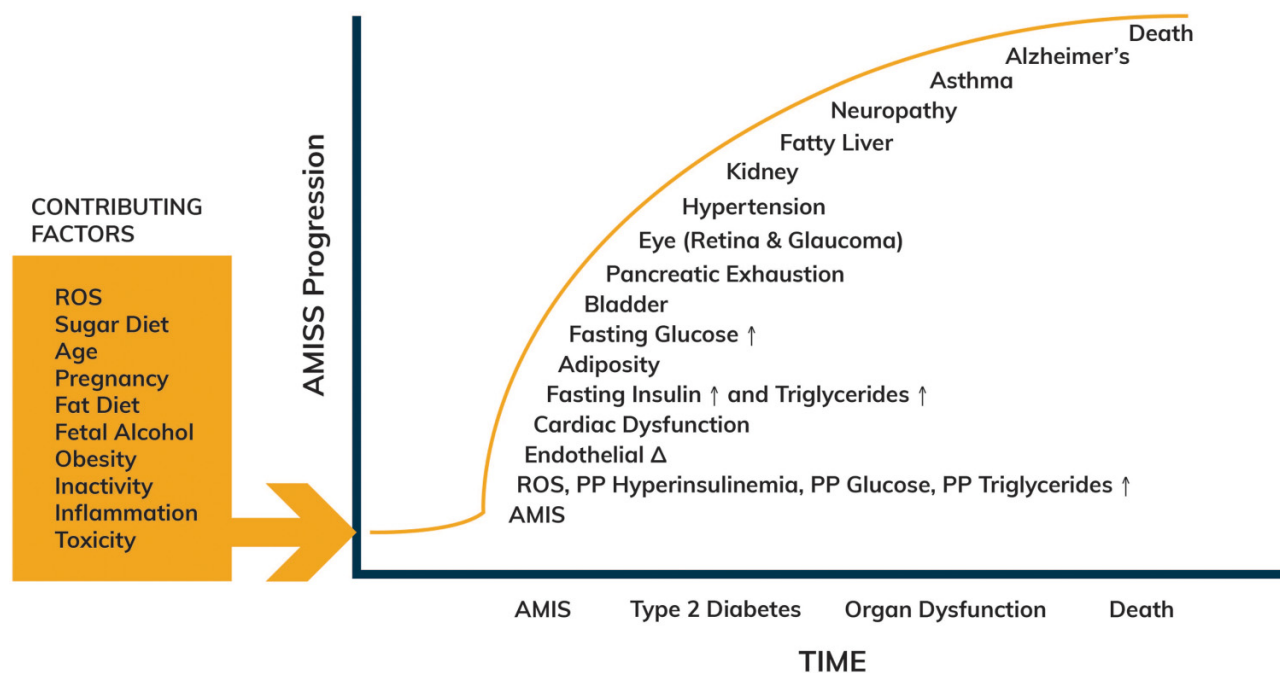 CONTRIBUTING
FACTORS
ROS
Sugar Diet
Age
Pregnancy
Fat Diet
Fetal Alcohol
Obesity
Inactivity
Inflammation
Toxicity
AMISS Progression
Death
Alzheimer’s
Asthma
Neuropathy
Fatty Liver
Kidney
Hypertension
Eye (Retina & Glaucoma)
Pancreatic Exhaustion
Bladder
Fasting Glucose ↑
Adiposity
Fasting Insulin ↑ and Triglycerides ↑
Cardiac Dysfunction
Endothelial Δ
ROS, PP Hyperinsulinemia, PP Glucose, PP Triglycerides ↑
AMIS
AMIS Type 2 Diabetes Organ Dysfunction Death
TIME